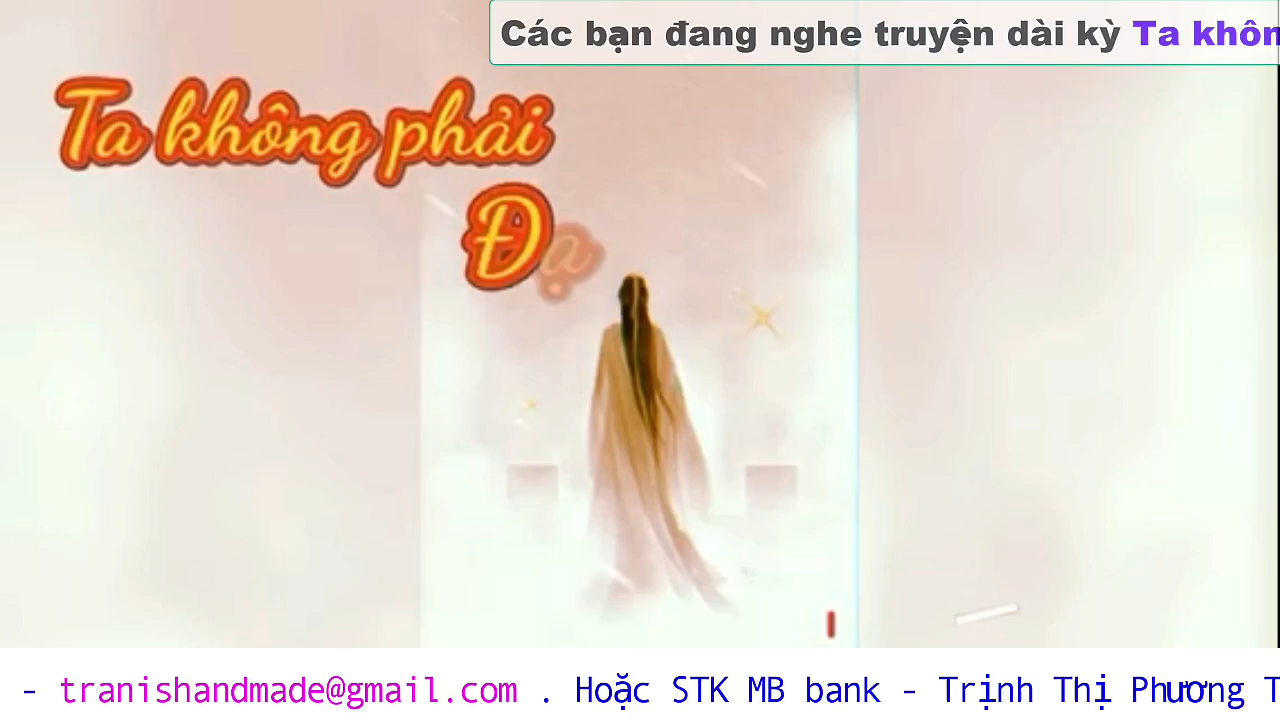 Các bạn đang nghe truyện dài kỳ Ta khôn
Ta không phải
Đạ
- tranishandmade@gmail.com . Hoặc STK MB bank - Trịnh Thị Phương T